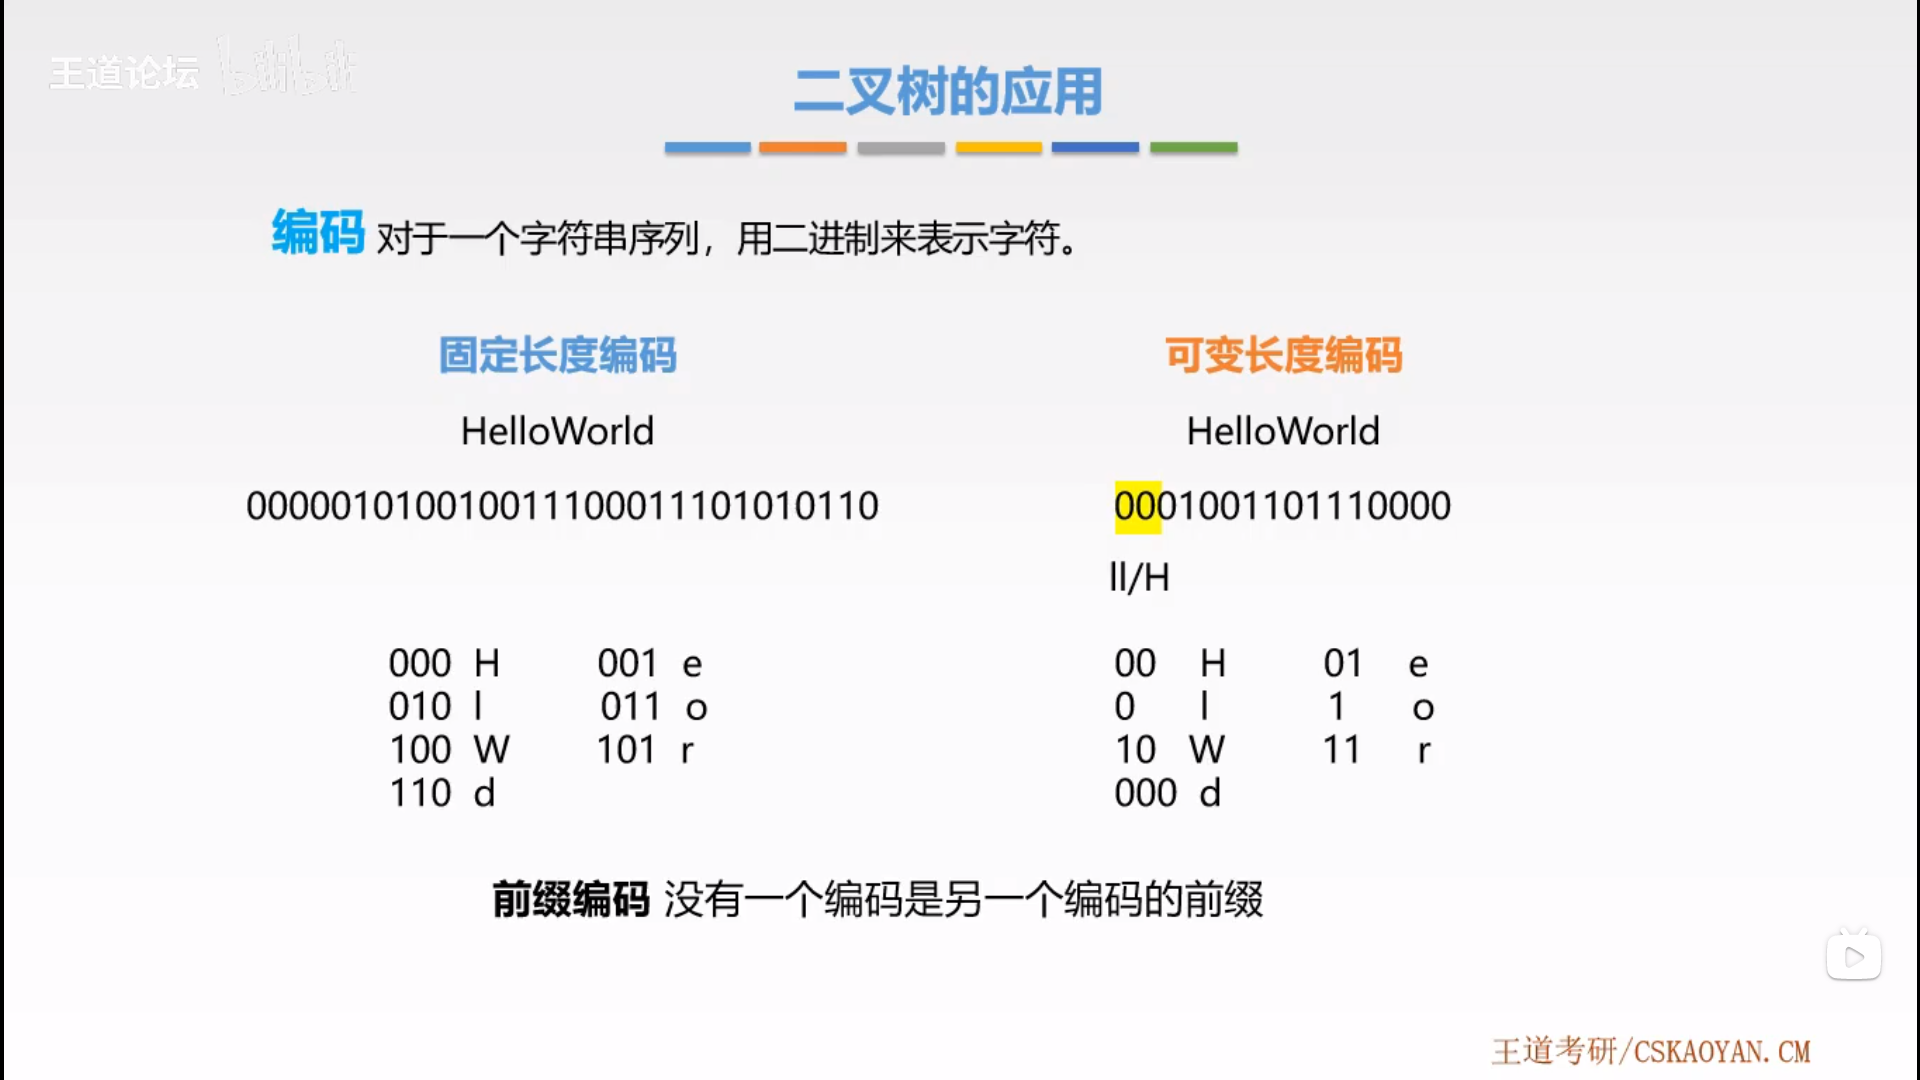 王道论坛 bilibili
二叉树的应用
编码 对于一个字符串序列，用二进制来表示字符。
固定长度编码
HelloWorld
000001010010011100011101010110
000 H 001 e
010 l 011 o
100 W 101 r
110 d
可变长度编码
HelloWorld
0001001101110000
ll/H
00 H 01 e
0 l 1 o
10 W 11 r
000 d
前缀编码 没有一个编码是另一个编码的前缀
王道考研/CSKAOYAN.CM